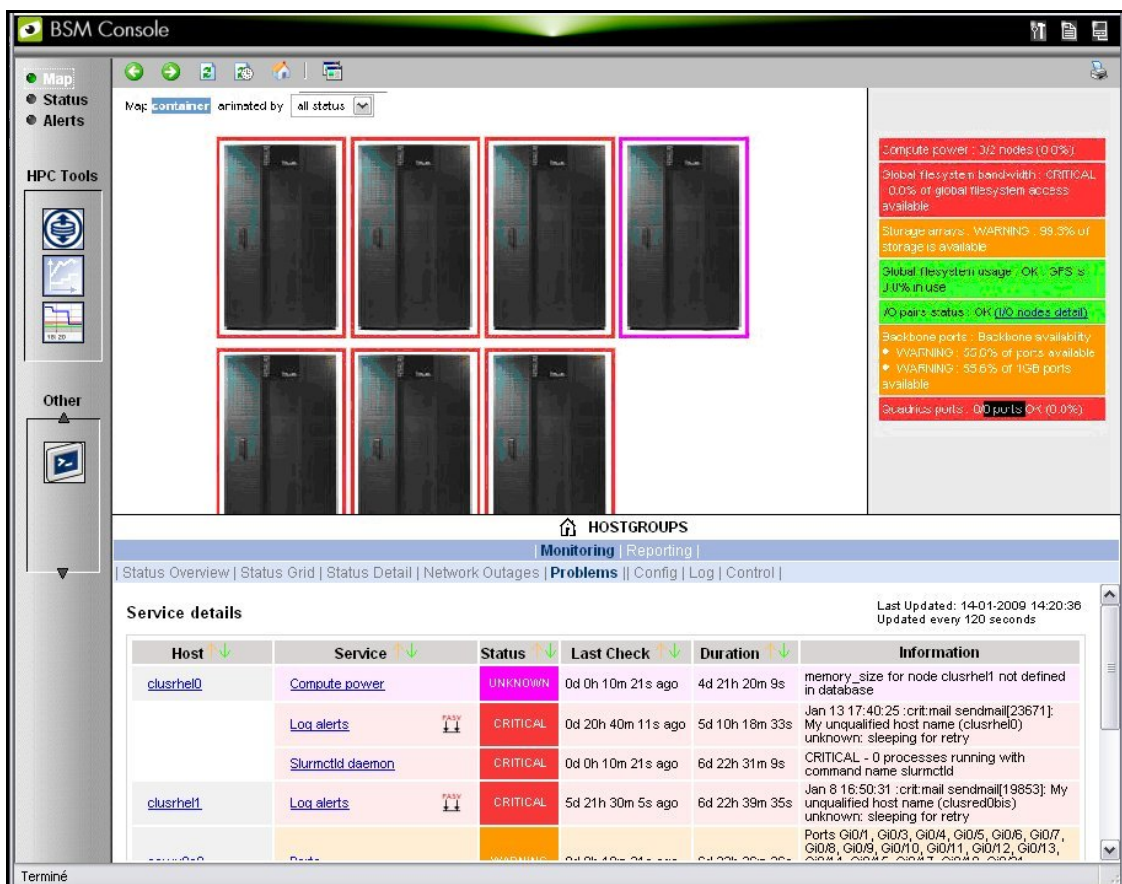 BSM Console
Map
Status
Alerts
HPC Tools
Other
Map container animated by all status
Compute power : 0/2 nodes (0.0%)
Global filesystem bandwidth : CRITICAL
0.0% of global filesystem access
available
Storage arrays : WARNING : 99.3% of
storage is available
Global filesystem usage : OK : GFS is
0.0% in use
I/O pairs status : OK (I/O nodes detail)
Backbone ports : Backbone availability
WARNING : 55.6% of ports available
WARNING : 55.6% of 1GB ports
available
Quadrics ports : 0/0 ports OK (0.0%)
HOSTGROUPS
| Monitoring | Reporting |
| Status Overview | Status Grid | Status Detail | Network Outages | Problems || Config | Log | Control |
Service details
Last Updated: 14-01-2009 14:20:36
Updated every 120 seconds
Host Service Status Last Check Duration Information
clusrhel0 Compute power UNKNOWN 0d 0h 10m 21s ago 4d 21h 20m 9s memory_size for node clusrhel1 not defined
in database
Log alerts PASV CRITICAL 0d 20h 40m 11s ago 5d 10h 18m 33s Jan 13 17:40:25 :crit:mail sendmail[23671]:
My unqualified host name (clusrhel0)
unknown: sleeping for retry
Slurmctld daemon CRITICAL 0d 0h 10m 21s ago 6d 22h 31m 9s CRITICAL - 0 processes running with
command name slurmctld
clusrhel1 Log alerts PASV CRITICAL 5d 21h 30m 5s ago 6d 22h 39m 35s Jan 8 16:50:31 :crit:mail sendmail[19853]: My
unqualified host name (clusred0bis)
unknown: sleeping for retry
Ports WARNING
Ports Gi0/1, Gi0/3, Gi0/4, Gi0/5, Gi0/6, Gi0/7,
Gi0/8, Gi0/9, Gi0/10, Gi0/11, Gi0/12, Gi0/13,
Terminé